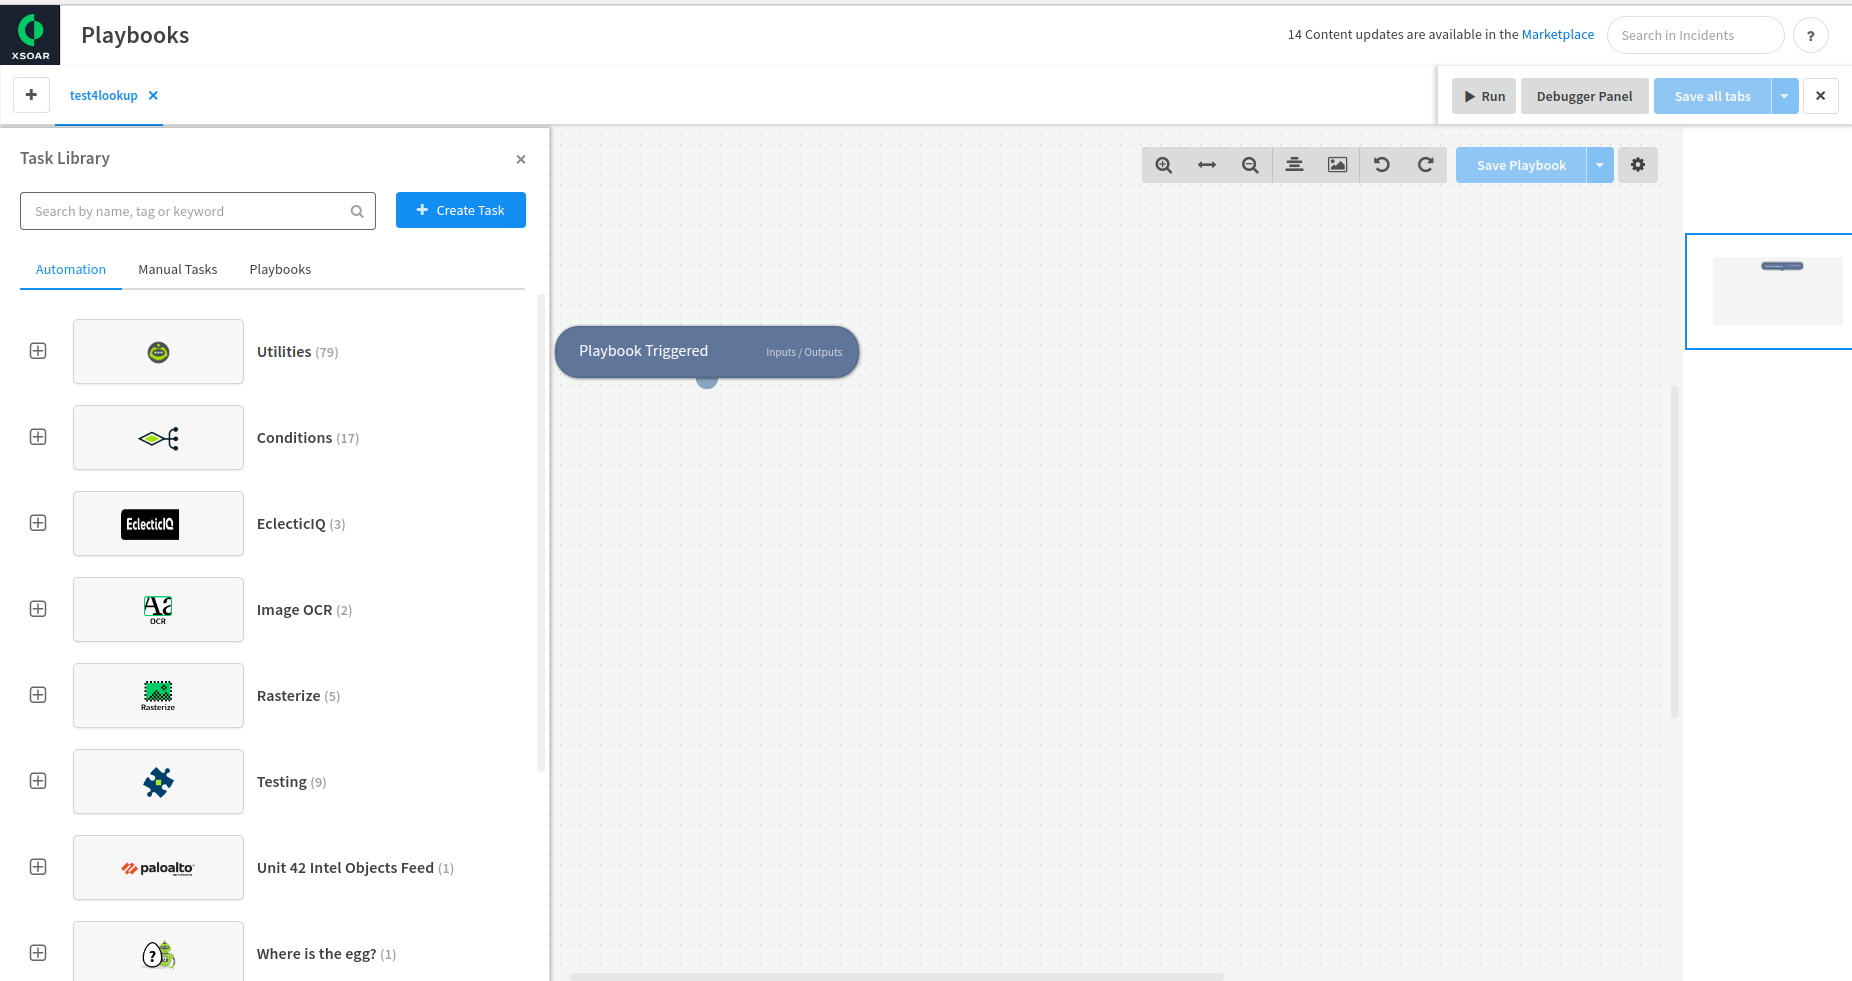 XSOAR
Playbooks
14 Content updates are available in the Marketplace
Search in Incidents
?
test4lookup
Run
Debugger Panel
Save all tabs
Task Library
Search by name, tag or keyword
Create Task
Automation
Manual Tasks
Playbooks
Utilities (79)
Conditions (17)
EclecticIQ
EclecticIQ (3)
Aa
OCR
Image OCR (2)
Rasterize
Rasterize (5)
Testing (9)
paloalto
Unit 42 Intel Objects Feed (1)
?
Where is the egg? (1)
Save Playbook
Playbook Triggered
Inputs / Outputs